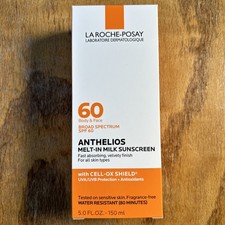 LA ROCHE-POSAY
LABORATOIRE DERMATOLOGIQUE
60
Body & Face
BROAD SPECTRUM
SPF 60
ANTHELIOS
MELT-IN MILK SUNSCREEN
Fast absorbing, velvety finish
For all skin types
with CELL-OX SHIELD®
UVA/UVB Protection + Antioxidants
Tested on sensitive skin. Fragrance-free
WATER RESISTANT (80 MINUTES)
5.0 FL.OZ - 150 ml